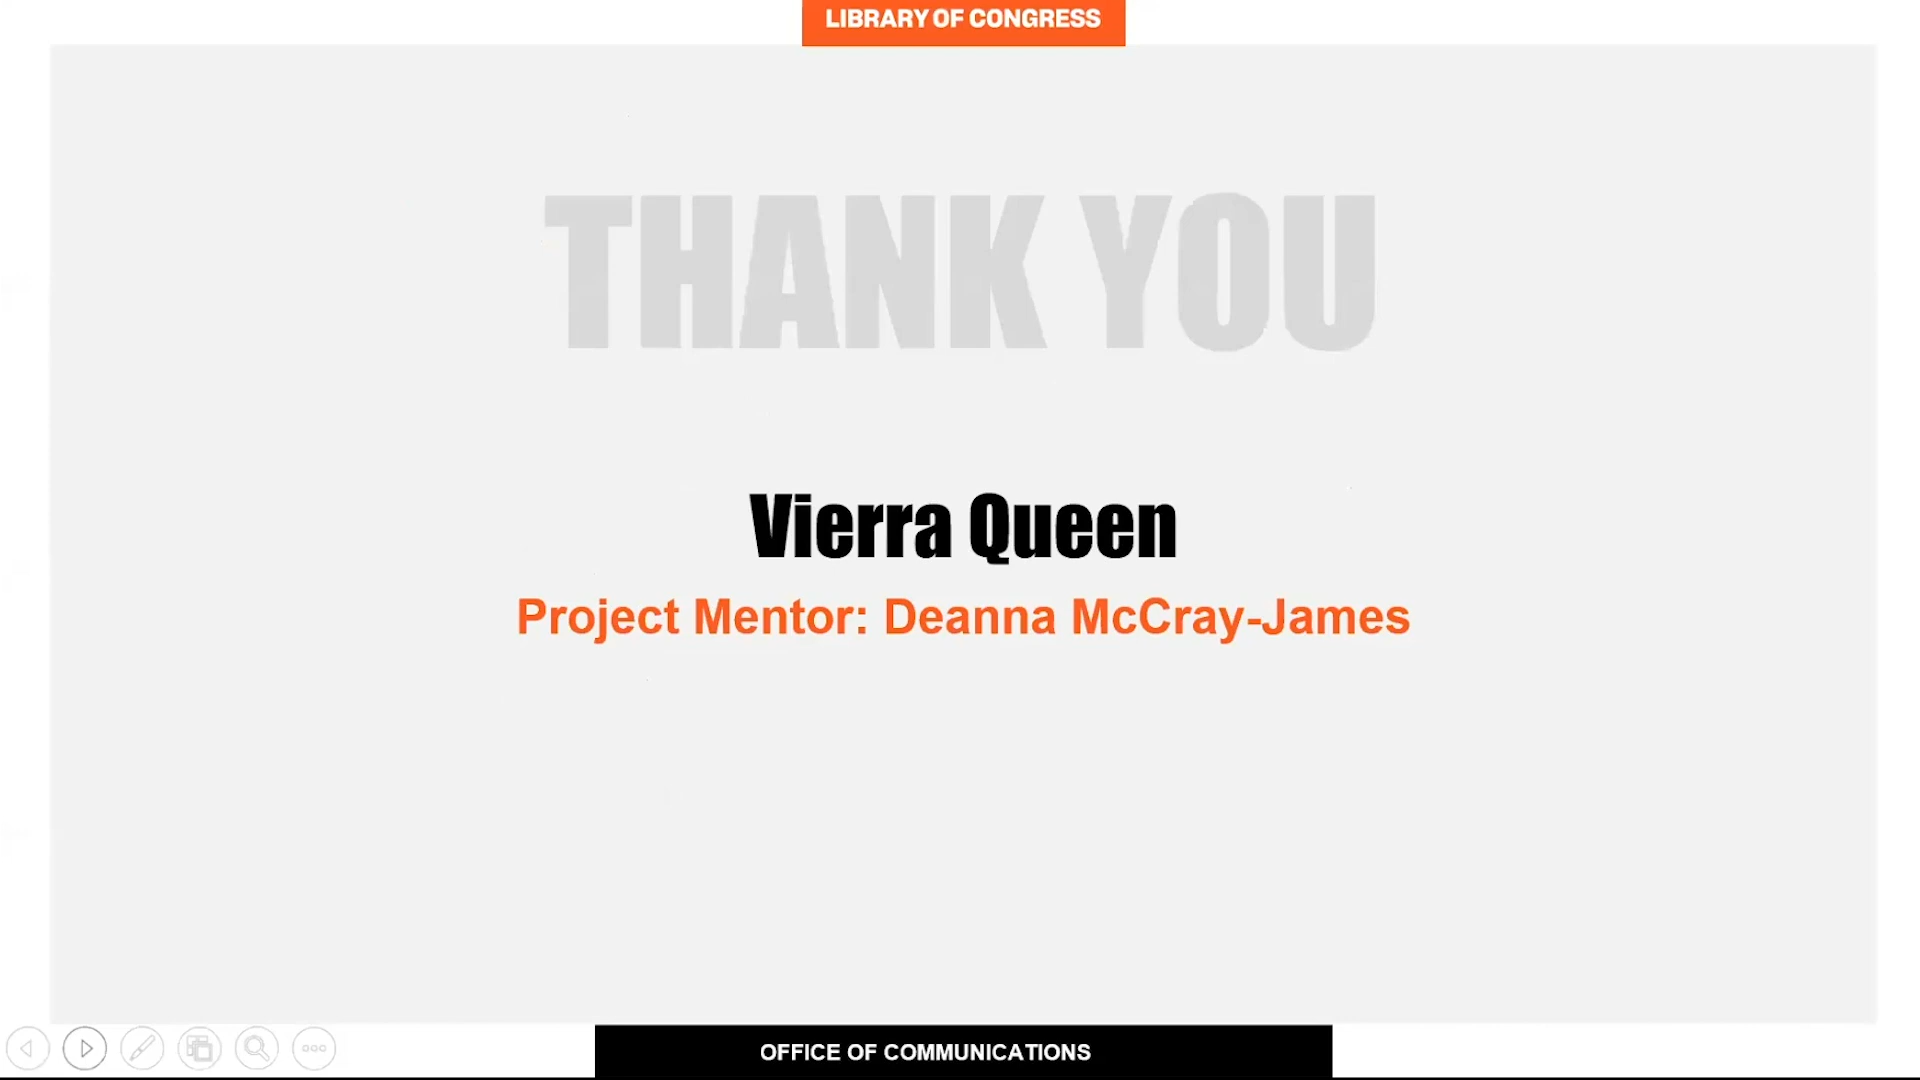 LIBRARY OF CONGRESS
THANK YOU
Vierra Queen
Project Mentor: Deanna McCray-James
OFFICE OF COMMUNICATIONS